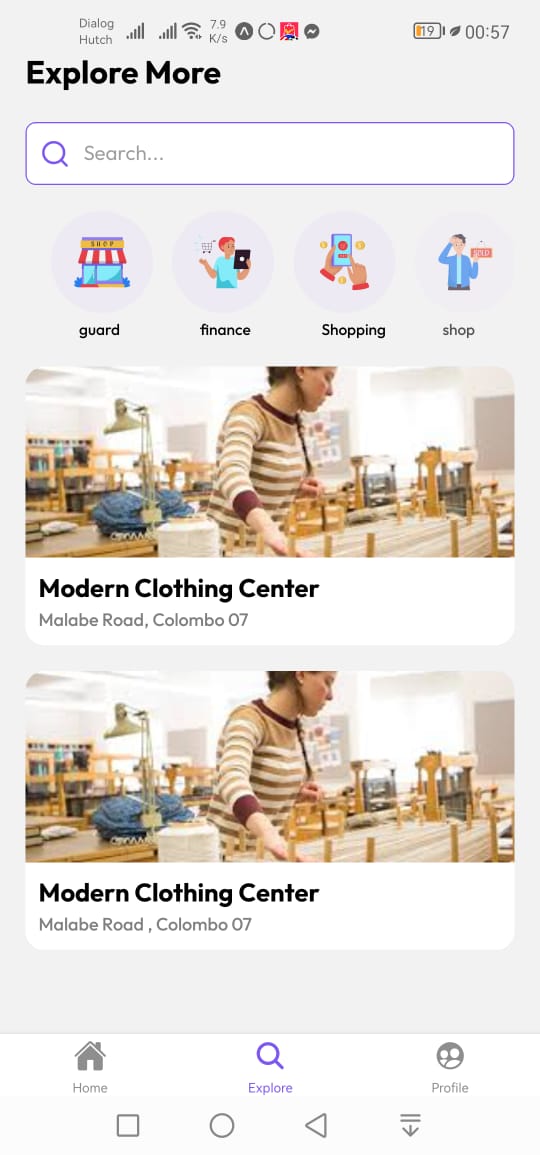 Dialog
Hutch
7.9
K/s
19
00:57
Explore More
Search...
SHOP
SOLD
guard
finance
Shopping
shop
Modern Clothing Center
Malabe Road, Colombo 07
Modern Clothing Center
Malabe Road , Colombo 07
Home
Explore
Profile